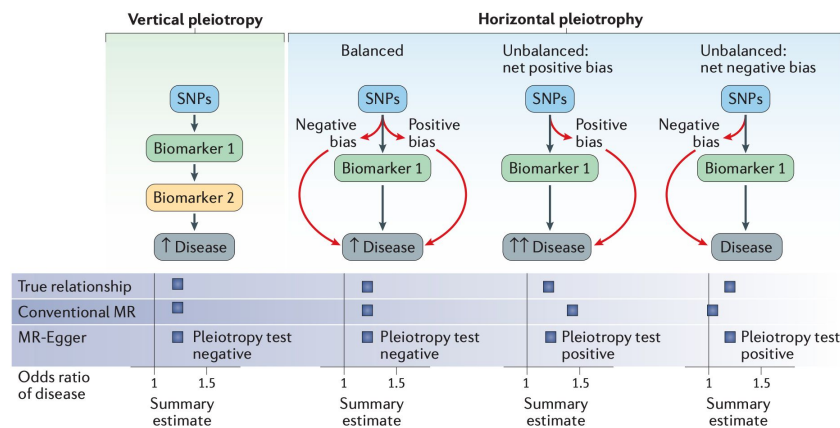 Vertical pleiotropy
Horizontal pleiotrophy
Balanced
Unbalanced:
net positive bias
Unbalanced:
net negative bias
SNPs
Biomarker 1
Biomarker 2
↑ Disease
SNPs
Negative
bias
Positive
bias
Biomarker 1
↑ Disease
SNPs
Positive
bias
Biomarker 1
↑↑ Disease
SNPs
Negative
bias
Biomarker 1
Disease
True relationship
Conventional MR
MR-Egger
Pleiotropy test
negative
Pleiotropy test
negative
Pleiotropy test
positive
Pleiotropy test
positive
Odds ratio
of disease
1 1.5
Summary
estimate
1 1.5
Summary
estimate
1 1.5
Summary
estimate
1 1.5
Summary
estimate